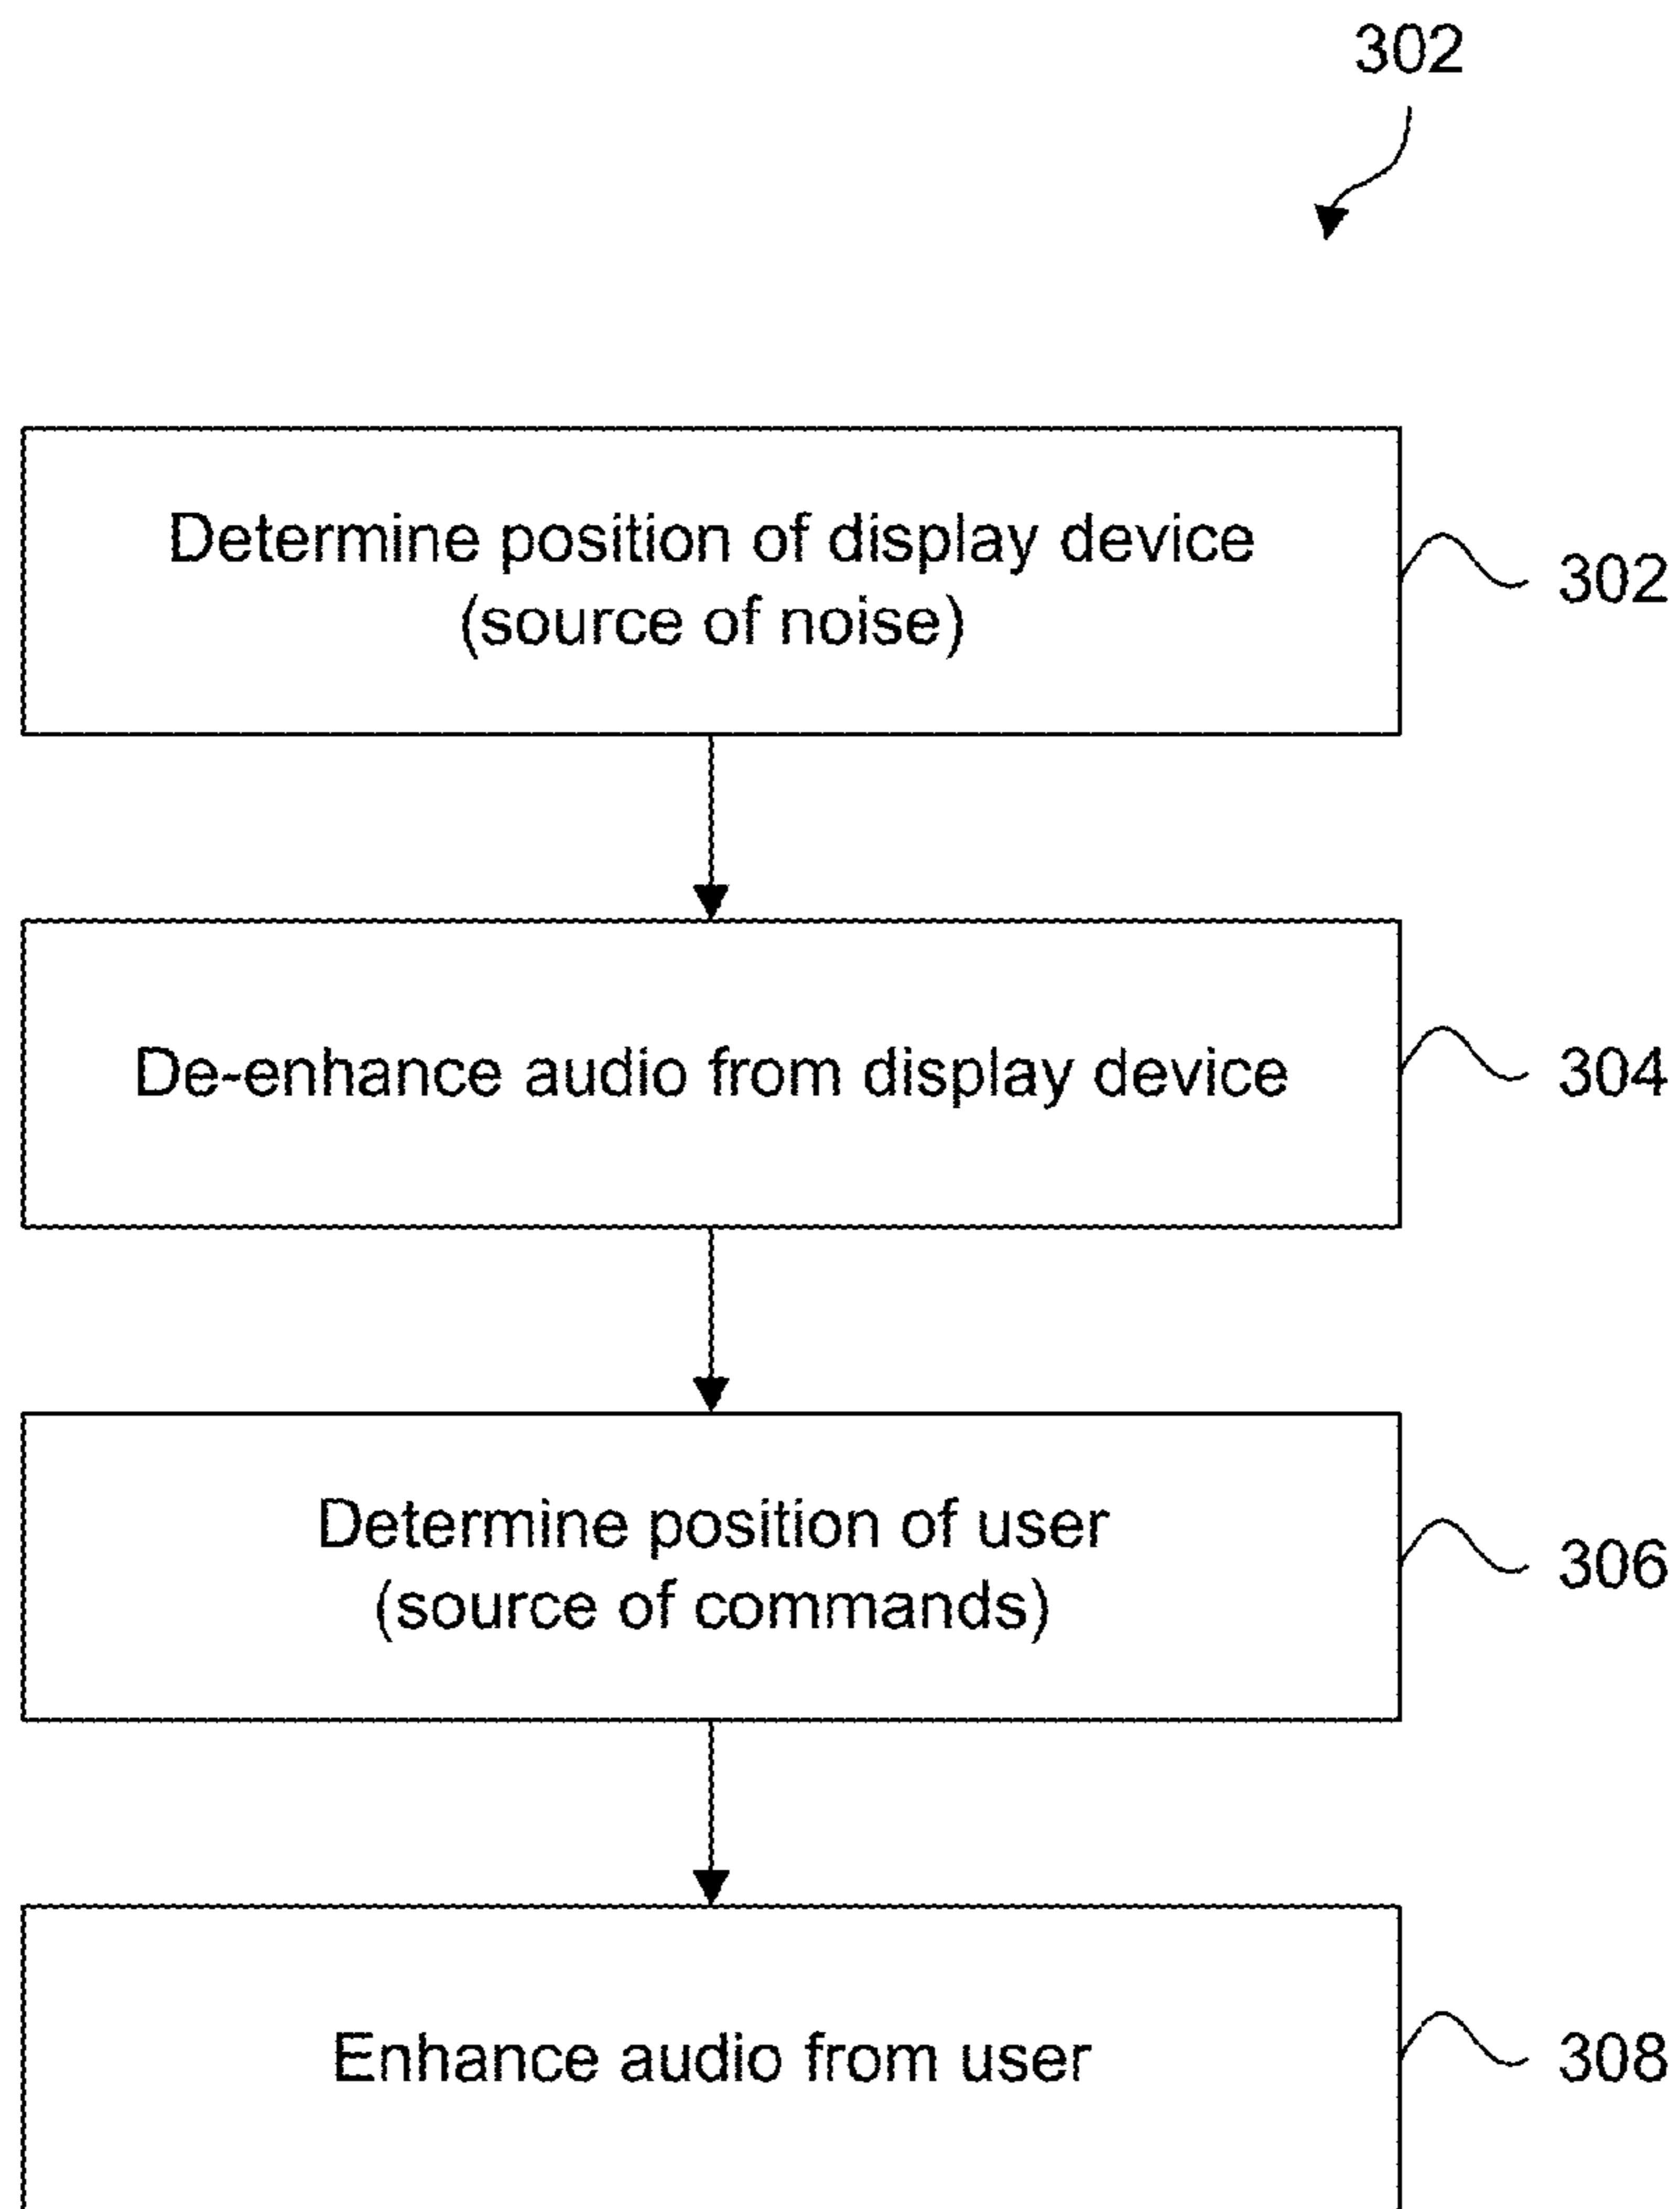 302
Determine position of display device
(source of noise)
302
De-enhance audio from display device
304
Determine position of user
(source of commands)
306
Enhance audio from user
308